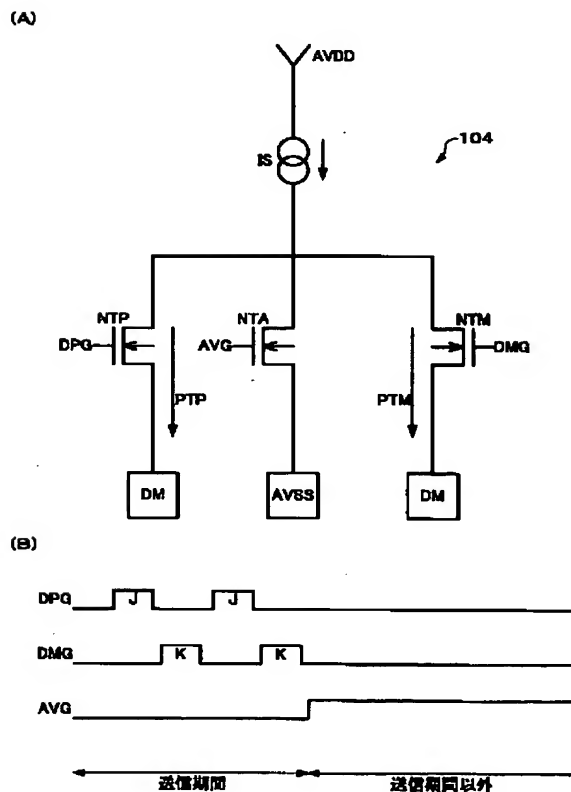 (A)
AVDD
104
IS
NTP
NTA
NTM
DPG
AVG
DMG
PTP
PTM
DM
AVSS
DM
(B)
DPG J J
DMG K K
AVG
送信期間 送信期間以外